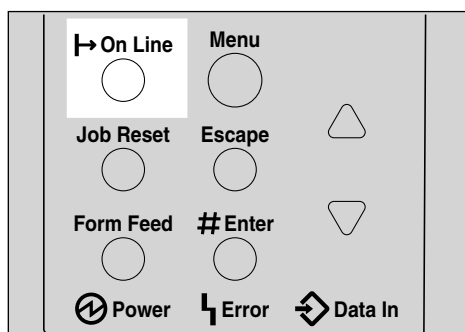 On Line Menu
Job Reset Escape
Form Feed # Enter
Power Error Data In